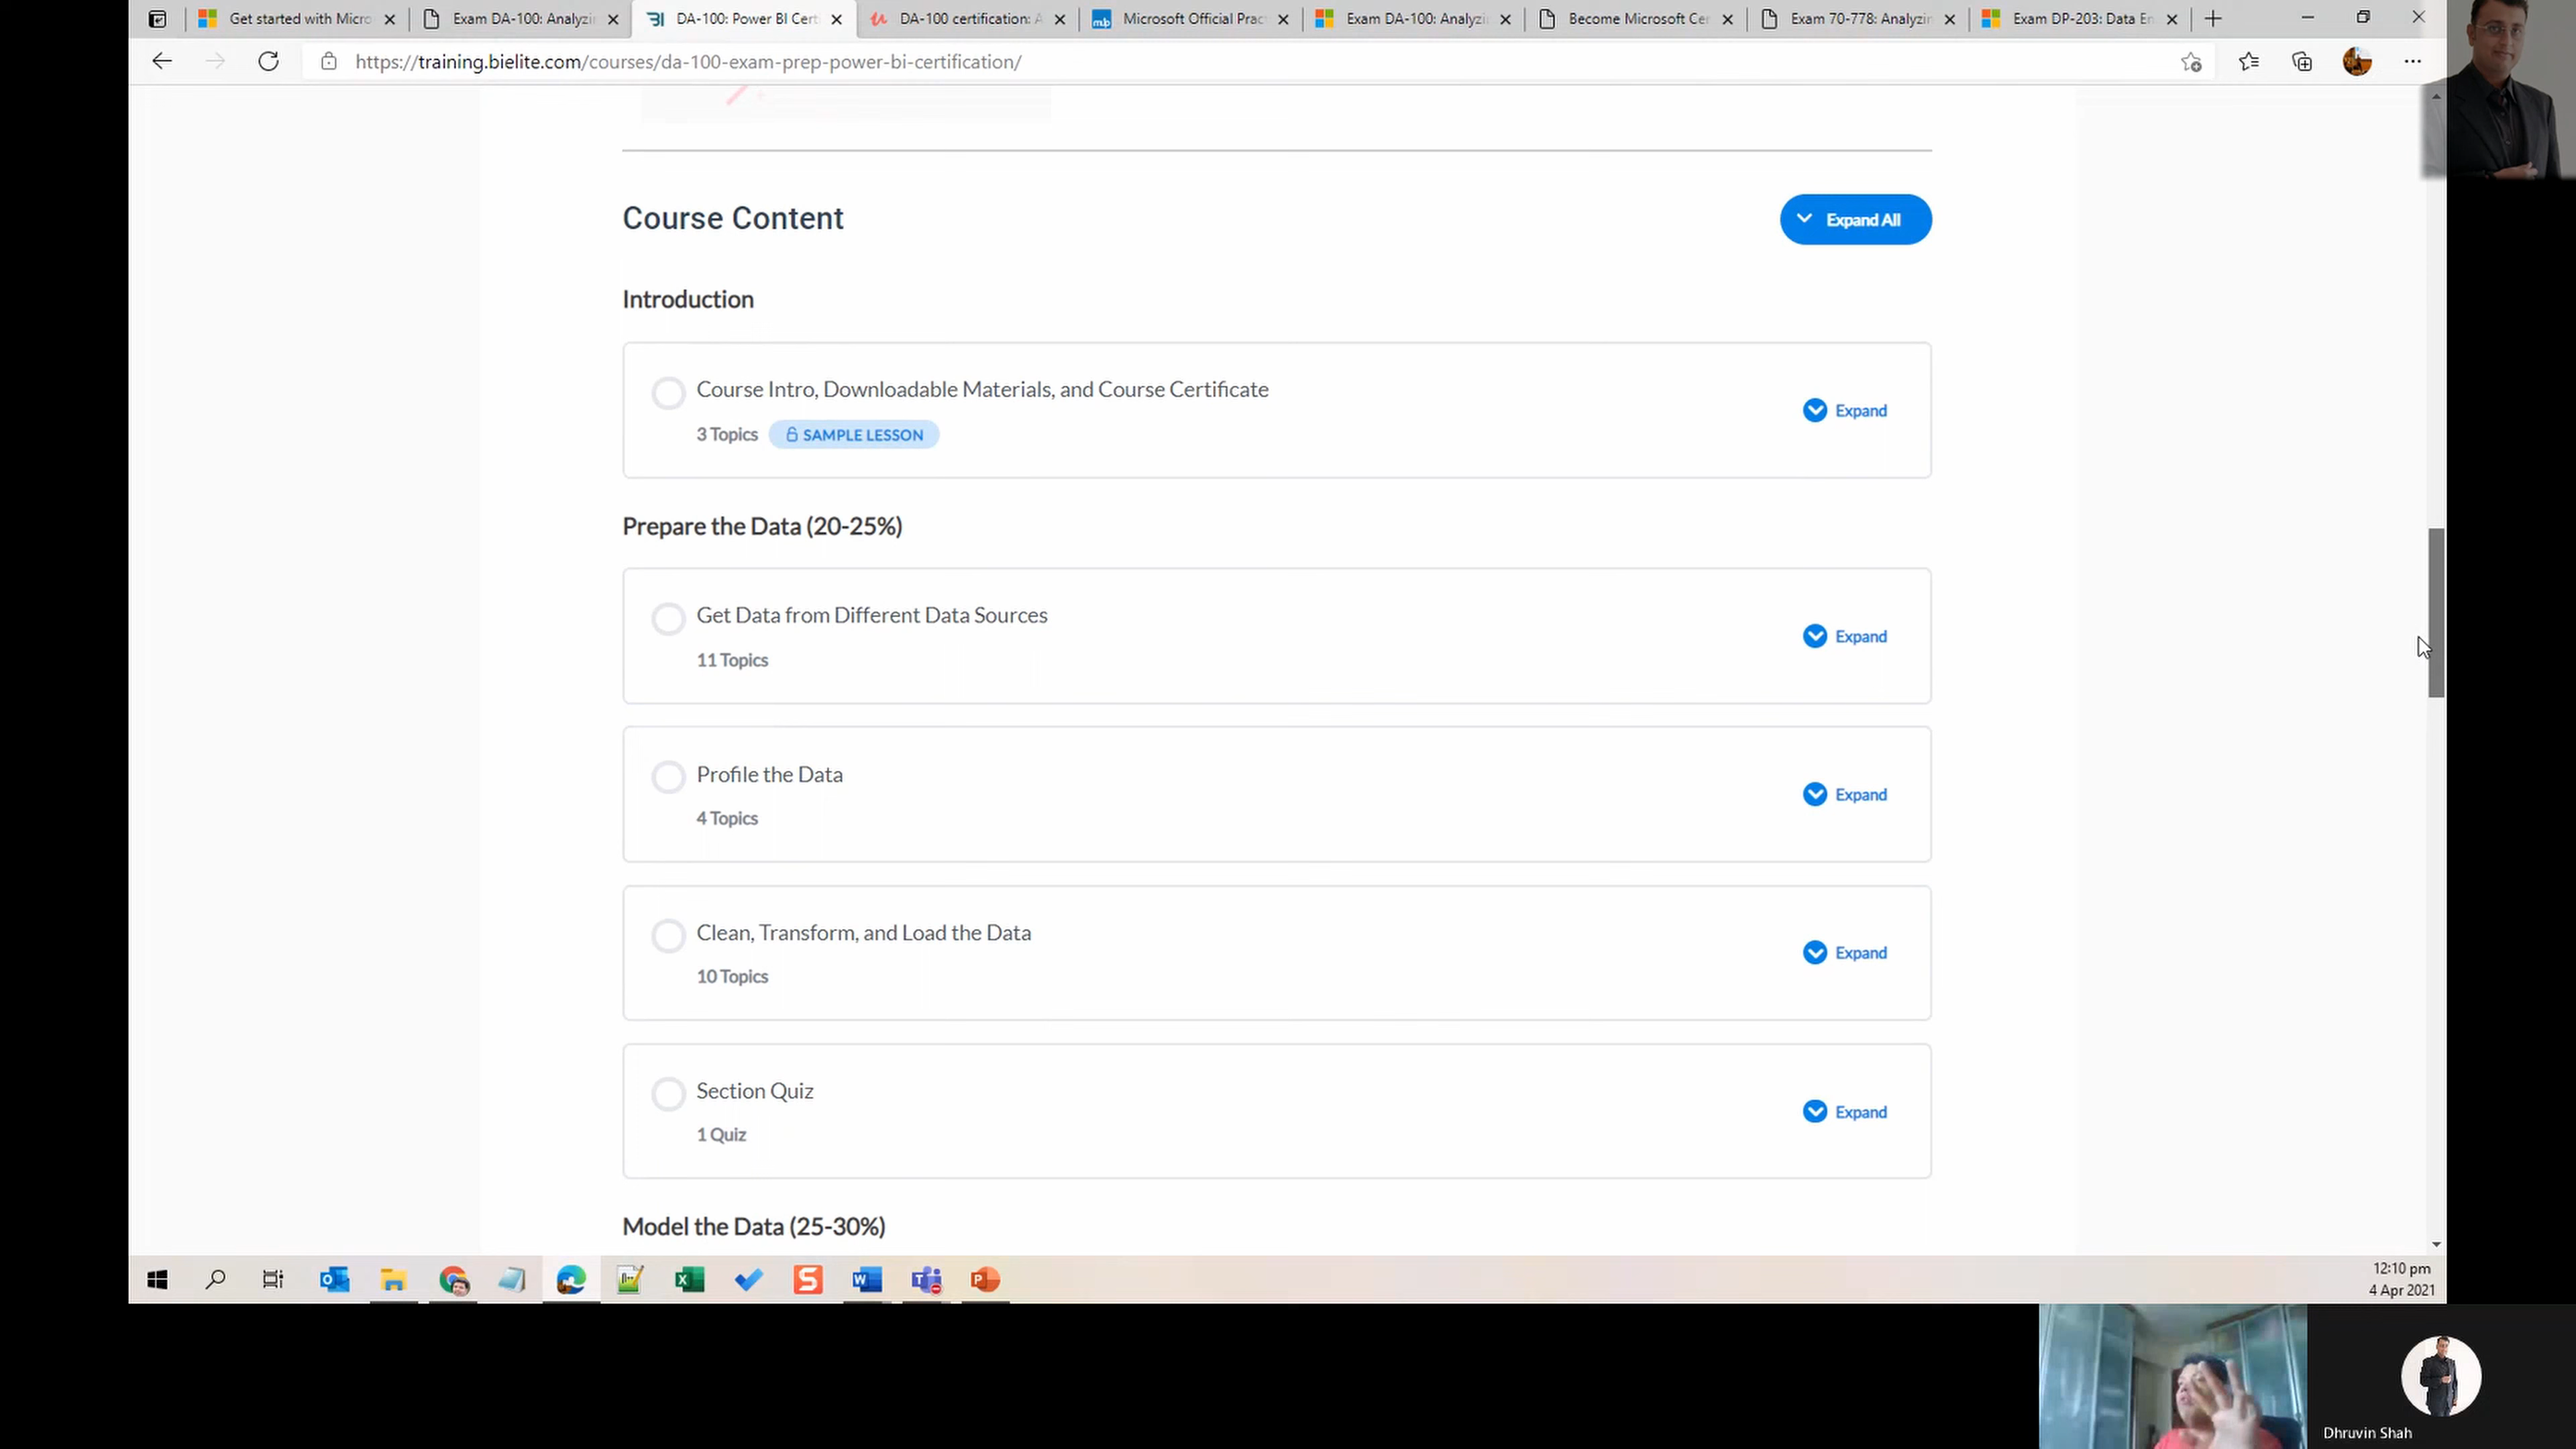 Get started with Micro
Exam DA-100: Analyzi
DA-100: Power BI Cert
DA-100 certification: A
Microsoft Official Prac
Exam DA-100: Analyzi
Become Microsoft Cer
Exam 70-778: Analyzin
Exam DP-203: Data En
https://training.bielite.com/courses/da-100-exam-prep-power-bi-certification/
Course Content
Expand All
Introduction
Course Intro, Downloadable Materials, and Course Certificate
3 Topics SAMPLE LESSON
Expand
Prepare the Data (20-25%)
Get Data from Different Data Sources
11 Topics
Expand
Profile the Data
4 Topics
Expand
Clean, Transform, and Load the Data
10 Topics
Expand
Section Quiz
1 Quiz
Expand
Model the Data (25-30%)
12:10 pm
4 Apr 2021
Dhruvin Shah